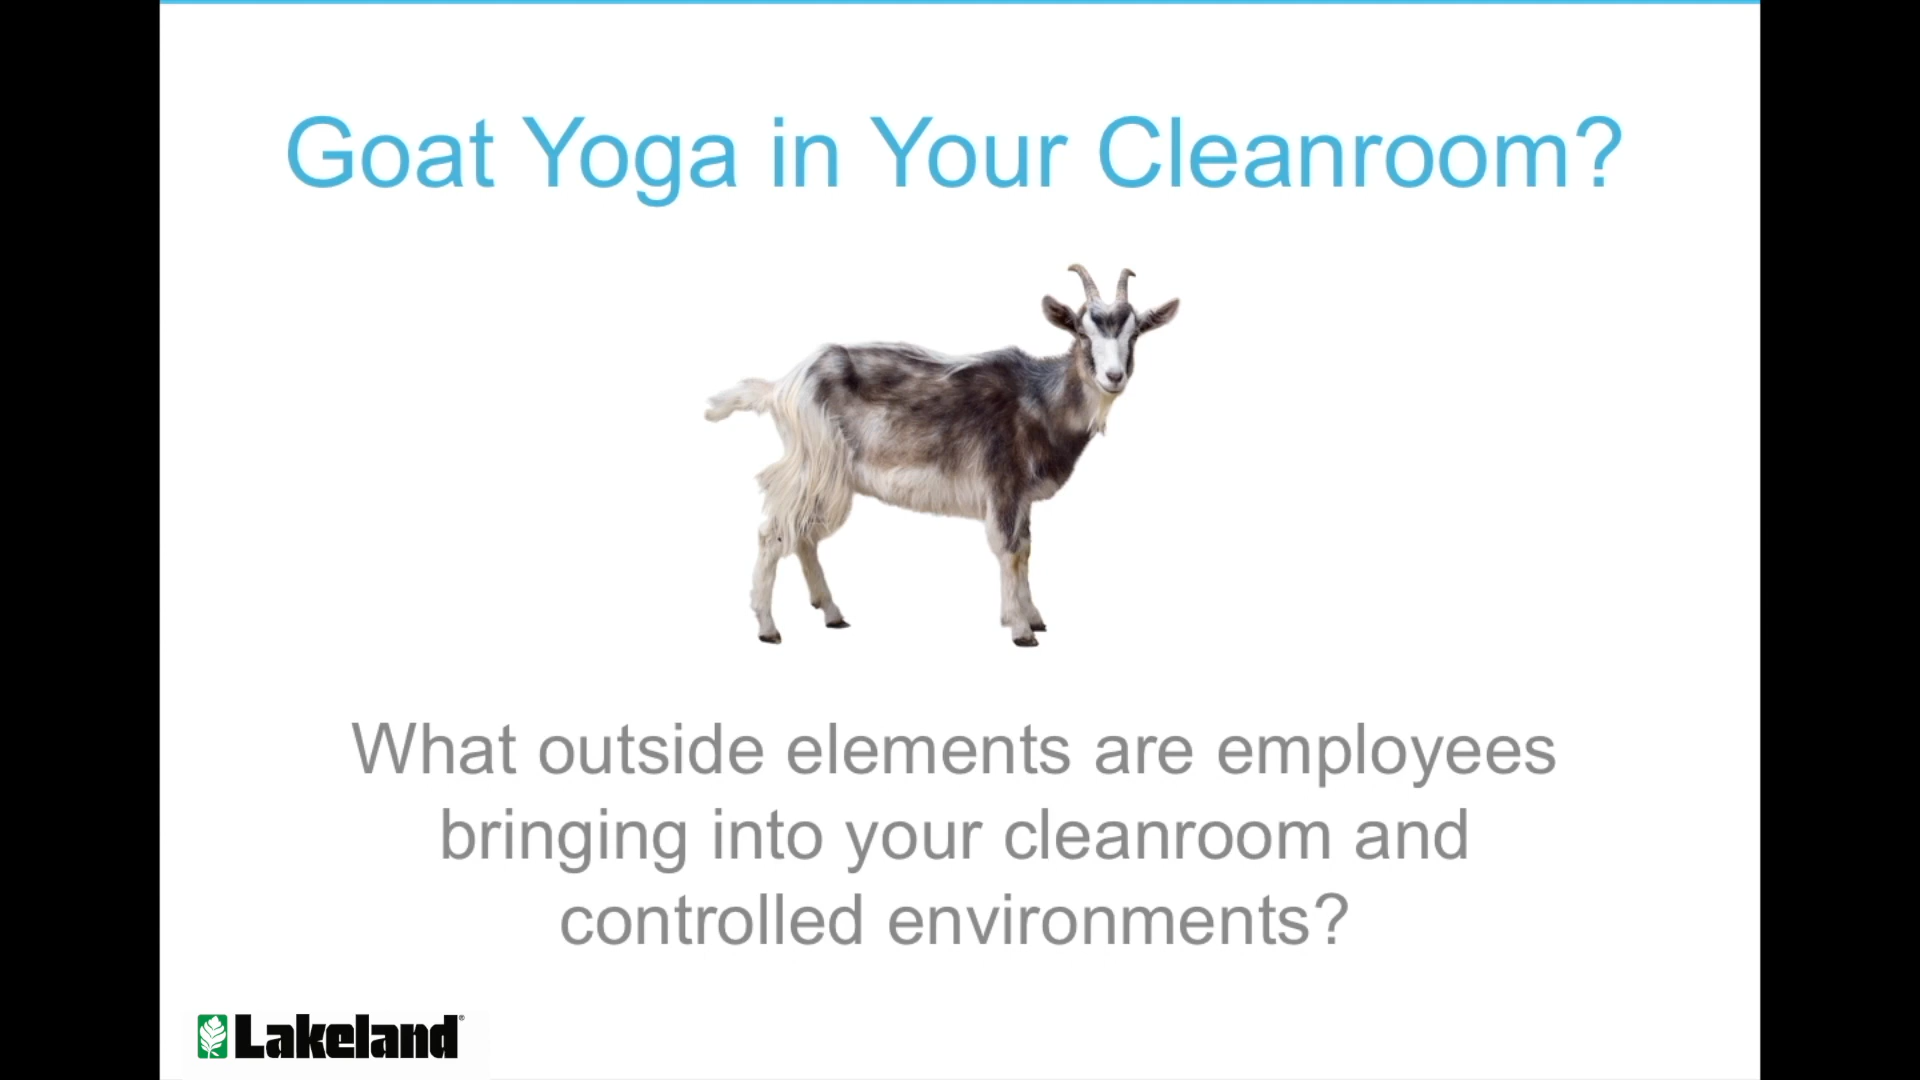 Goat Yoga in Your Cleanroom?
What outside elements are employees
bringing into your cleanroom and
controlled environments?
Lakeland®